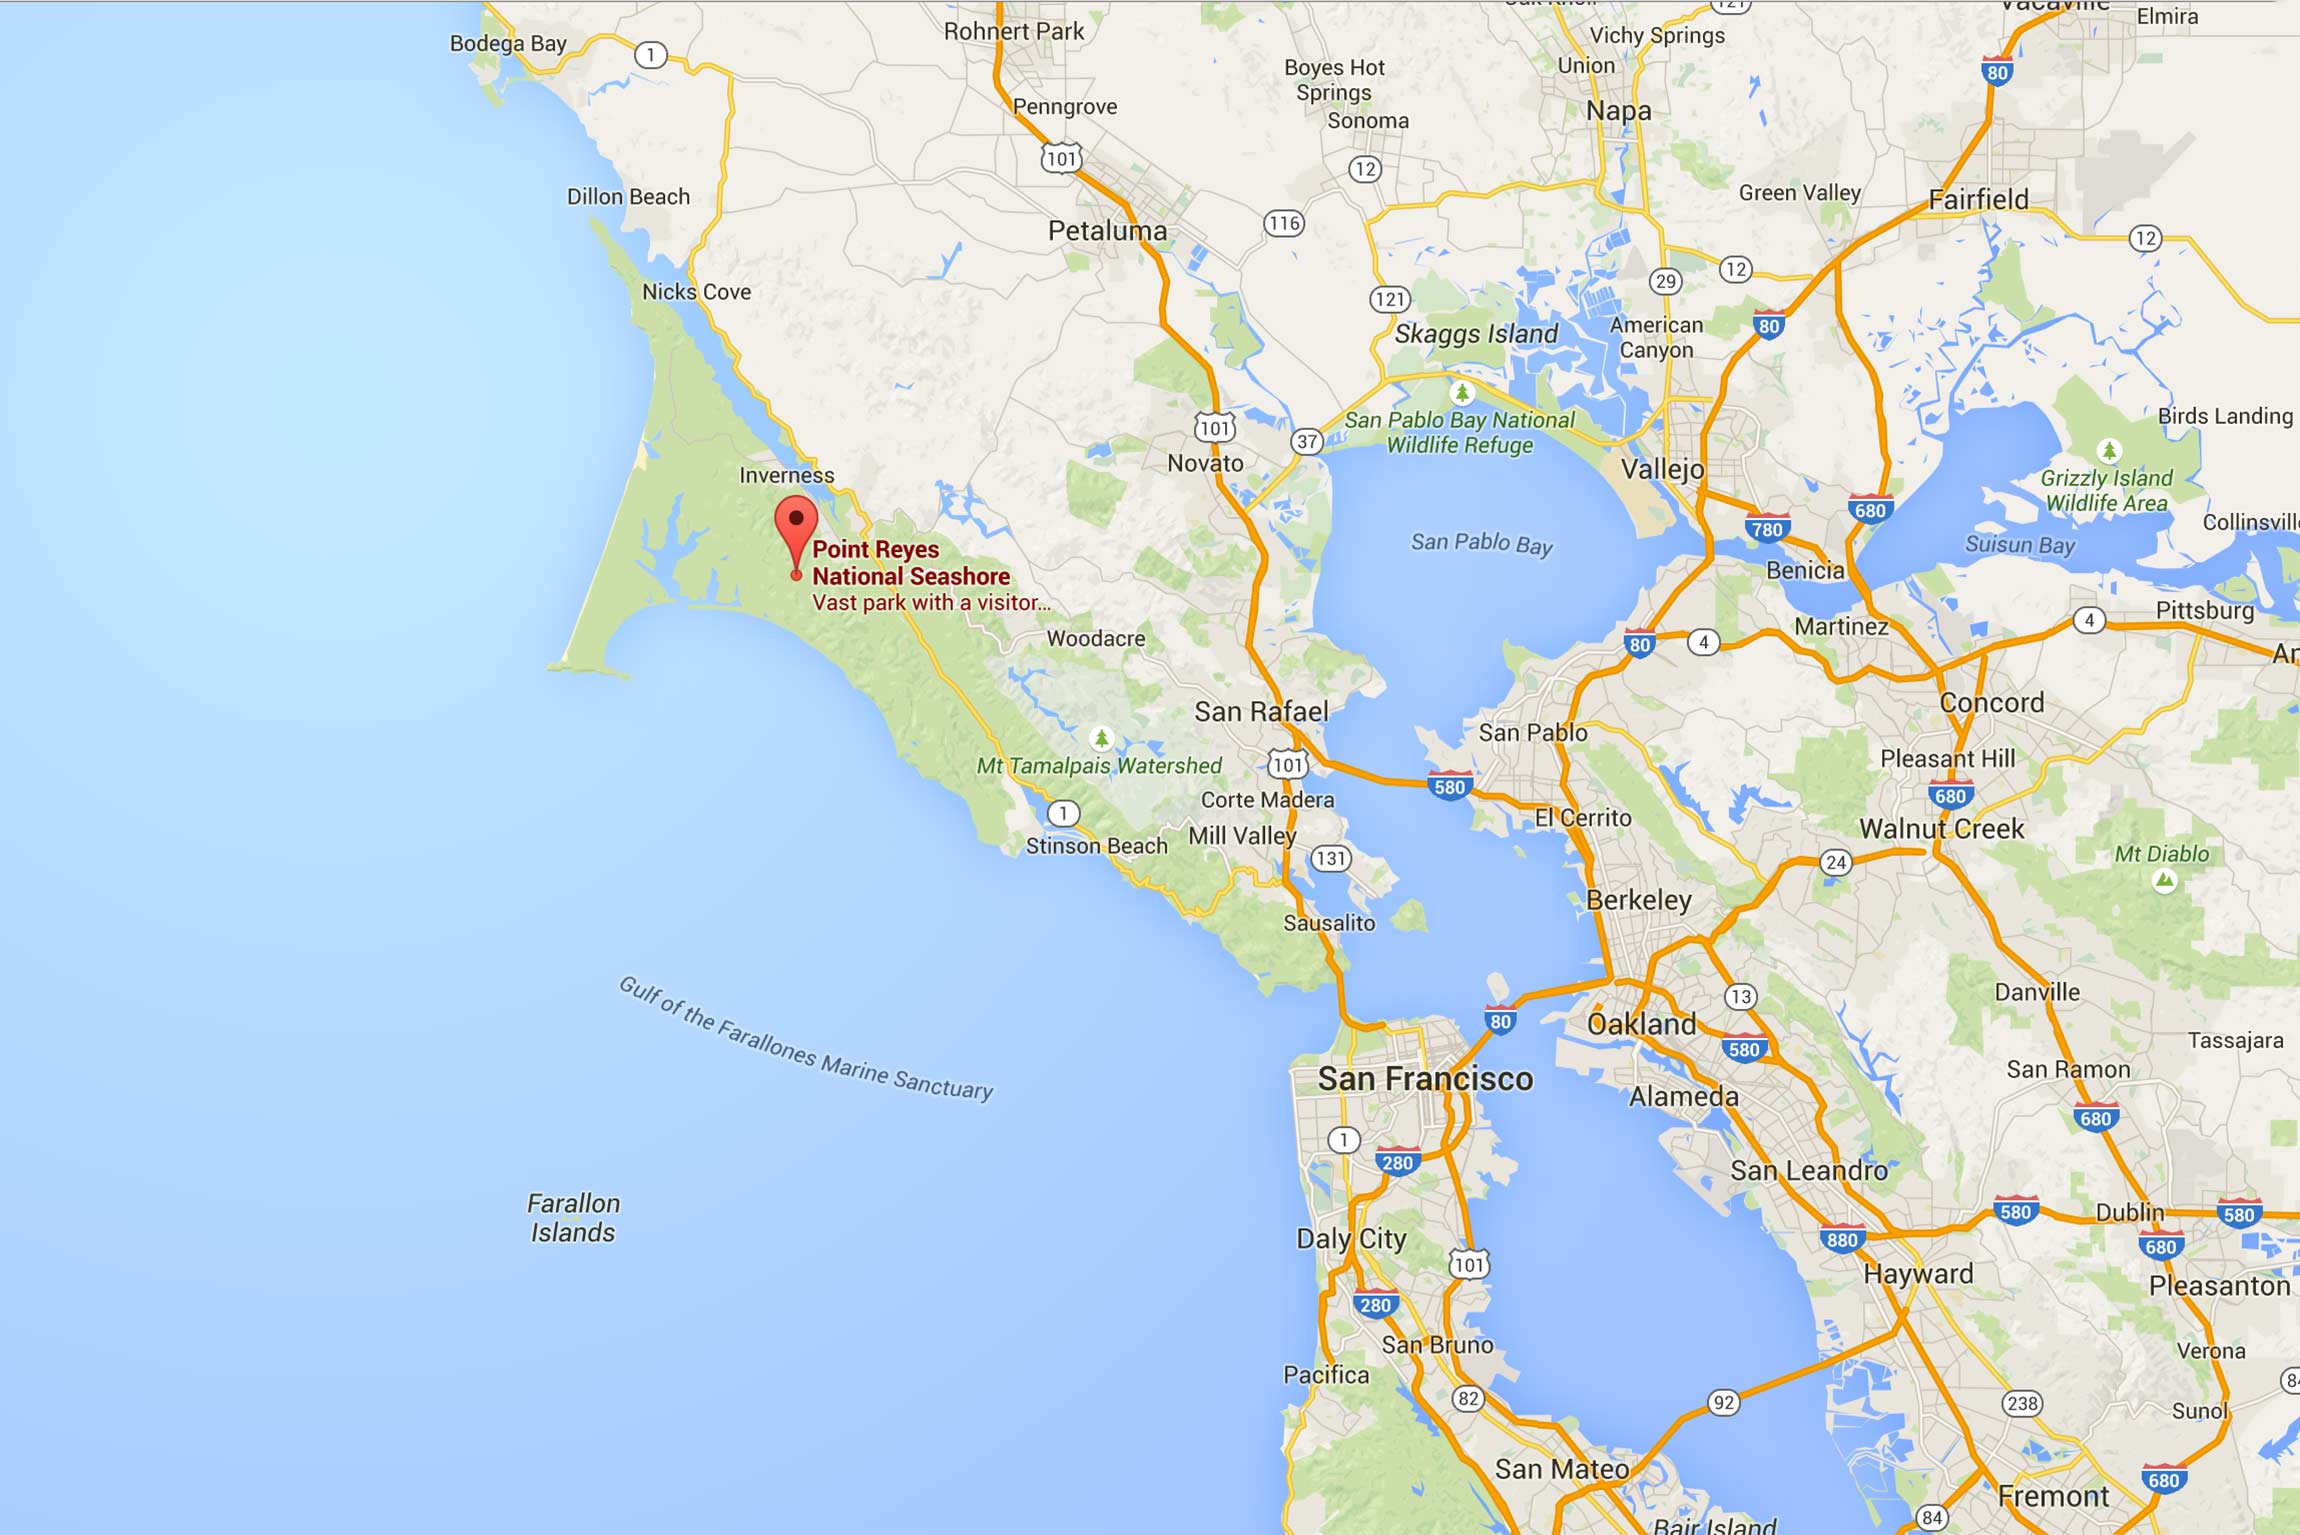 Bodega Bay
1
Rohnert Park
Oak Knoll
121
Vichy Springs
Union
Vacaville
Elmira
80
Boyes Hot
Springs
Sonoma
Napa
Penngrove
101
12
Dillon Beach
Petaluma
116
Green Valley
Fairfield
12
12
29
Nicks Cove
121
Skaggs Island
American
Canyon
80
San Pablo Bay National
Wildlife Refuge
Birds Landing
101
37
Novato
Vallejo
Grizzly Island
Wildlife Area
Inverness
680
780
Collinsville
San Pablo Bay
Suisun Bay
Point Reyes
National Seashore
Vast park with a visitor...
Benicia
Pittsburg
4
Martinez
Woodacre
80
4
An
Concord
San Rafael
San Pablo
Pleasant Hill
Mt Tamalpais Watershed
101
580
680
Corte Madera
1
El Cerrito
Walnut Creek
Mill Valley
Stinson Beach
131
24
Mt Diablo
Berkeley
Sausalito
Gulf of the Farallones Marine Sanctuary
13
Danville
80
Oakland
580
Tassajara
San Francisco
San Ramon
Alameda
680
1
280
San Leandro
Farallon
Islands
580
Dublin
580
Daly City
880
680
101
Hayward
Pleasanton
280
San Bruno
Verona
Pacifica
82
92
238
84
Sunol
San Mateo
680
Fremont
84
Bair Island